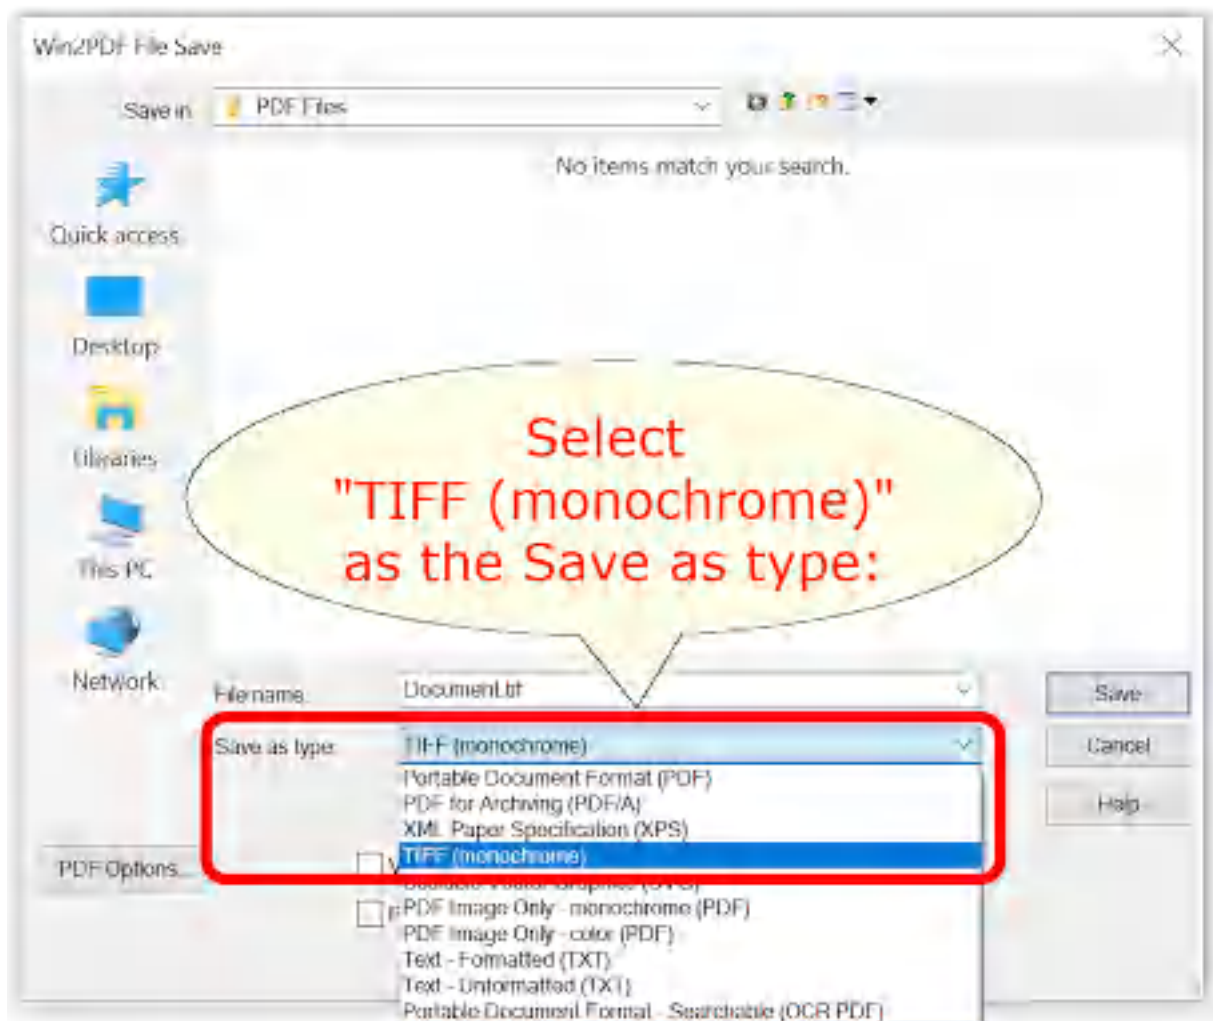 Win2PDF File Save
Save in
PDF Files
No items match your search.
Quick access
Desktop
Libraries
This PC
Network
Select
"TIFF (monochrome)"
as the Save as type:
File name
Document.tif
Save
Save as type:
TIFF (monochrome)
Cancel
Portable Document Format (PDF)
PDF for Archiving (PDF/A)
Help
XML Paper Specification (XPS)
TIFF (monochrome)
PDF Options...
Scalable Vector Graphics (SVG)
PDF Image Only - monochrome (PDF)
PDF Image Only - color (PDF)
Text - Formatted (TXT)
Text - Unformatted (TXT)
Portable Document Format - Searchable (OCR PDF)